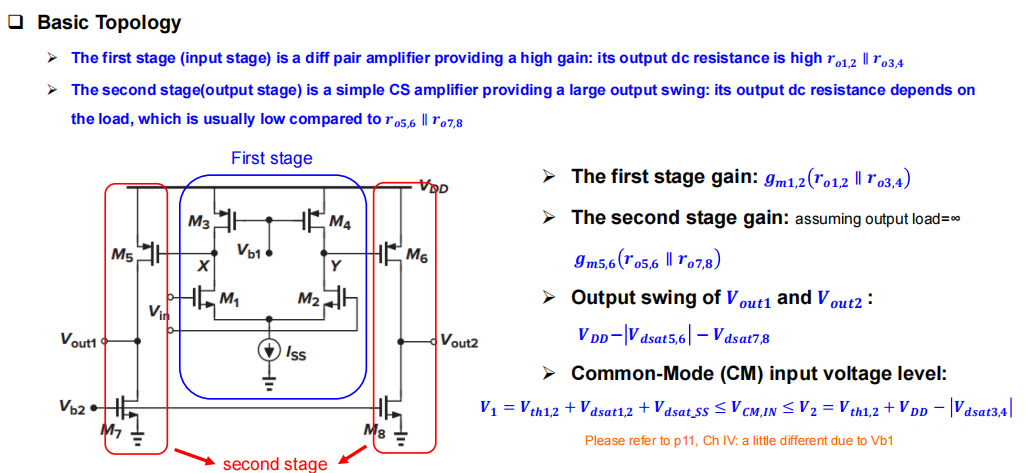 ❑ Basic Topology
➢ The first stage (input stage) is a diff pair amplifier providing a high gain: its output dc resistance is high r_{o1,2} ∥ r_{o3,4}
➢ The second stage(output stage) is a simple CS amplifier providing a large output swing: its output dc resistance depends on
the load, which is usually low compared to r_{o5,6} ∥ r_{o7,8}
First stage
V_{DD}
M_3
M_4
M_5
V_{b1}
M_6
X
Y
M_1
M_2
V_{in}
V_{out1}
I_{SS}
V_{out2}
V_{b2}
M_7
M_8
second stage
➢ The first stage gain: g_{m1,2}(r_{o1,2} ∥ r_{o3,4})
➢ The second stage gain: assuming output load=∞
g_{m5,6}(r_{o5,6} ∥ r_{o7,8})
➢ Output swing of V_{out1} and V_{out2} :
V_{DD}−|V_{dsat5,6}| − V_{dsat7,8}
➢ Common-Mode (CM) input voltage level:
V_1 = V_{th1,2} + V_{dsat1,2} + V_{dsat_SS} ≤ V_{CM,IN} ≤ V_2 = V_{th1,2} + V_{DD} − |V_{dsat3,4}|
Please refer to p11, Ch IV: a little different due to Vb1